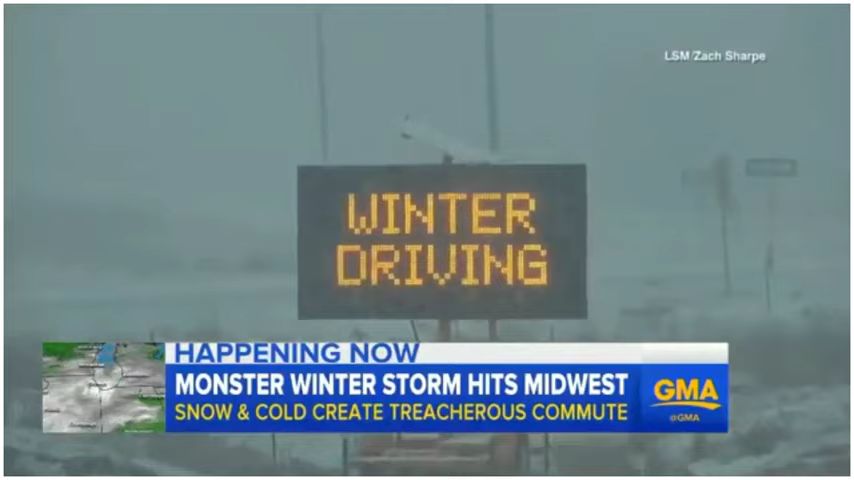 LSM/Zach Sharpe
WINTER
DRIVING
HAPPENING NOW
MONSTER WINTER STORM HITS MIDWEST
SNOW & COLD CREATE TREACHEROUS COMMUTE
GMA
@GMA